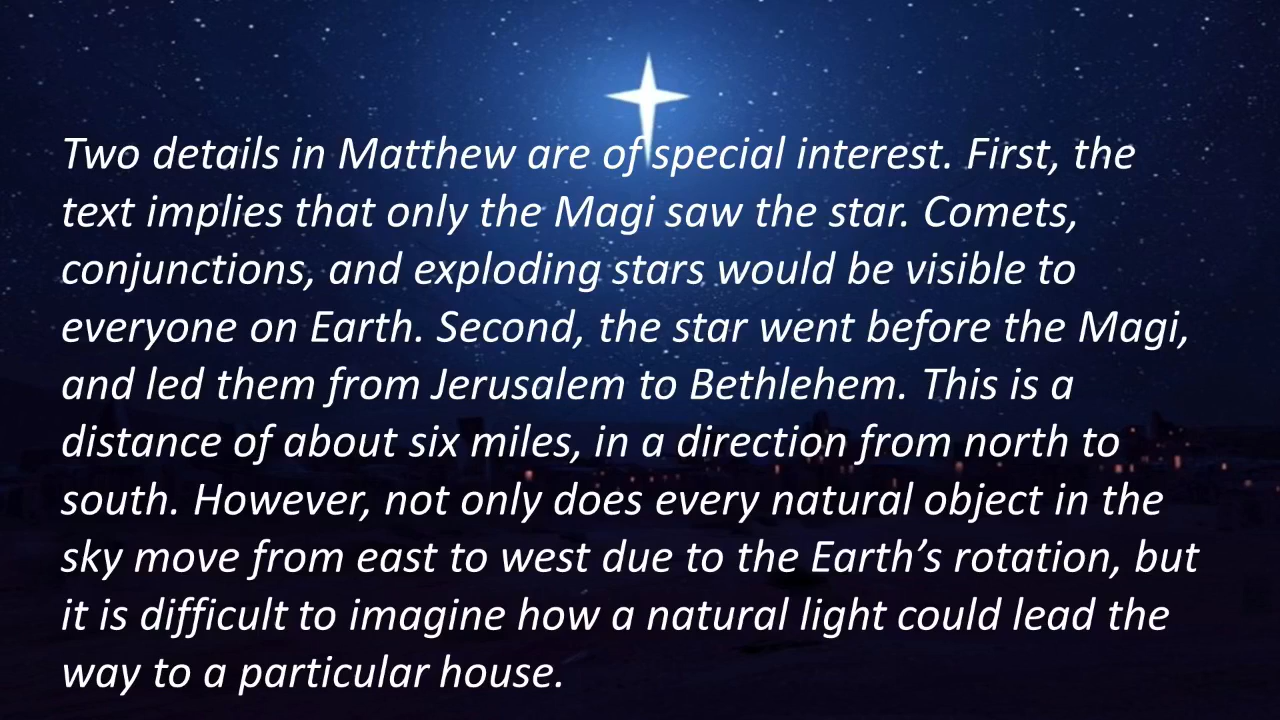 Two details in Matthew are of special interest. First, the
text implies that only the Magi saw the star. Comets,
conjunctions, and exploding stars would be visible to
everyone on Earth. Second, the star went before the Magi,
and led them from Jerusalem to Bethlehem. This is a
distance of about six miles, in a direction from north to
south. However, not only does every natural object in the
sky move from east to west due to the Earth’s rotation, but
it is difficult to imagine how a natural light could lead the
way to a particular house.